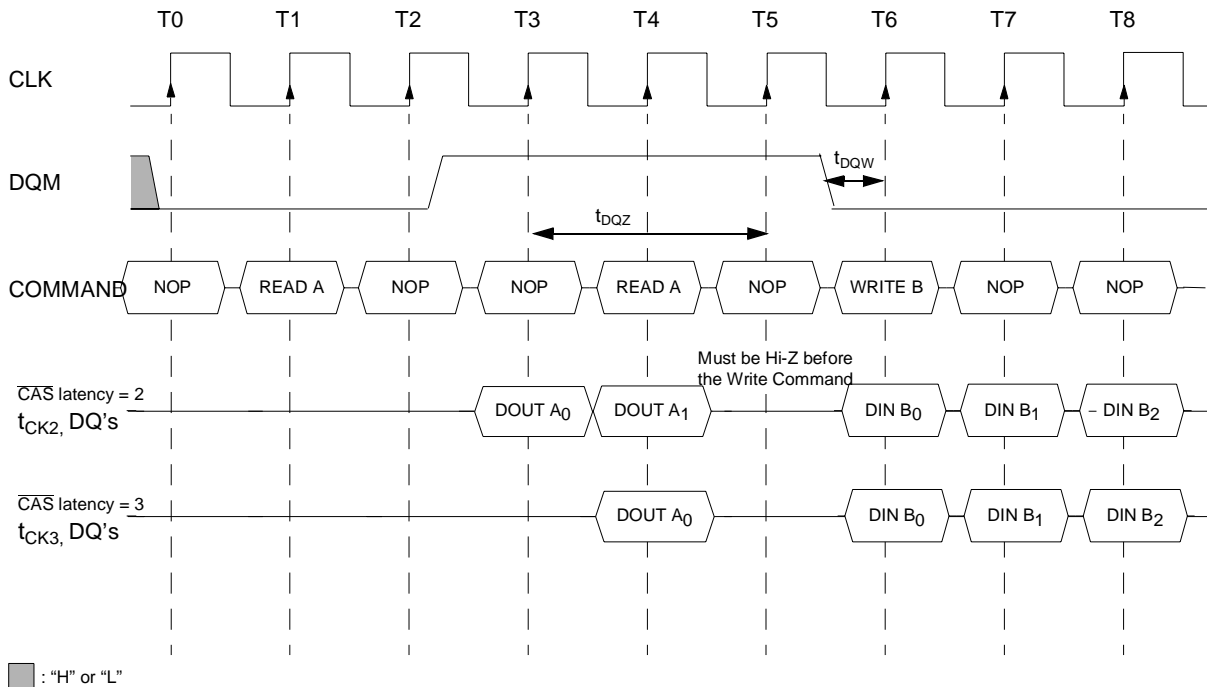 T0 T1 T2 T3 T4 T5 T6 T7 T8
CLK
DQM
tDQW
tDQZ
COMMAND NOP READ A NOP NOP READ A NOP WRITE B NOP NOP
Must be Hi-Z before
the Write Command
CAS latency = 2
tCK2, DQ’s
DOUT A0 DOUT A1 DIN B0 DIN B1 DIN B2
CAS latency = 3
tCK3, DQ’s
DOUT A0 DIN B0 DIN B1 DIN B2
: “H” or “L”